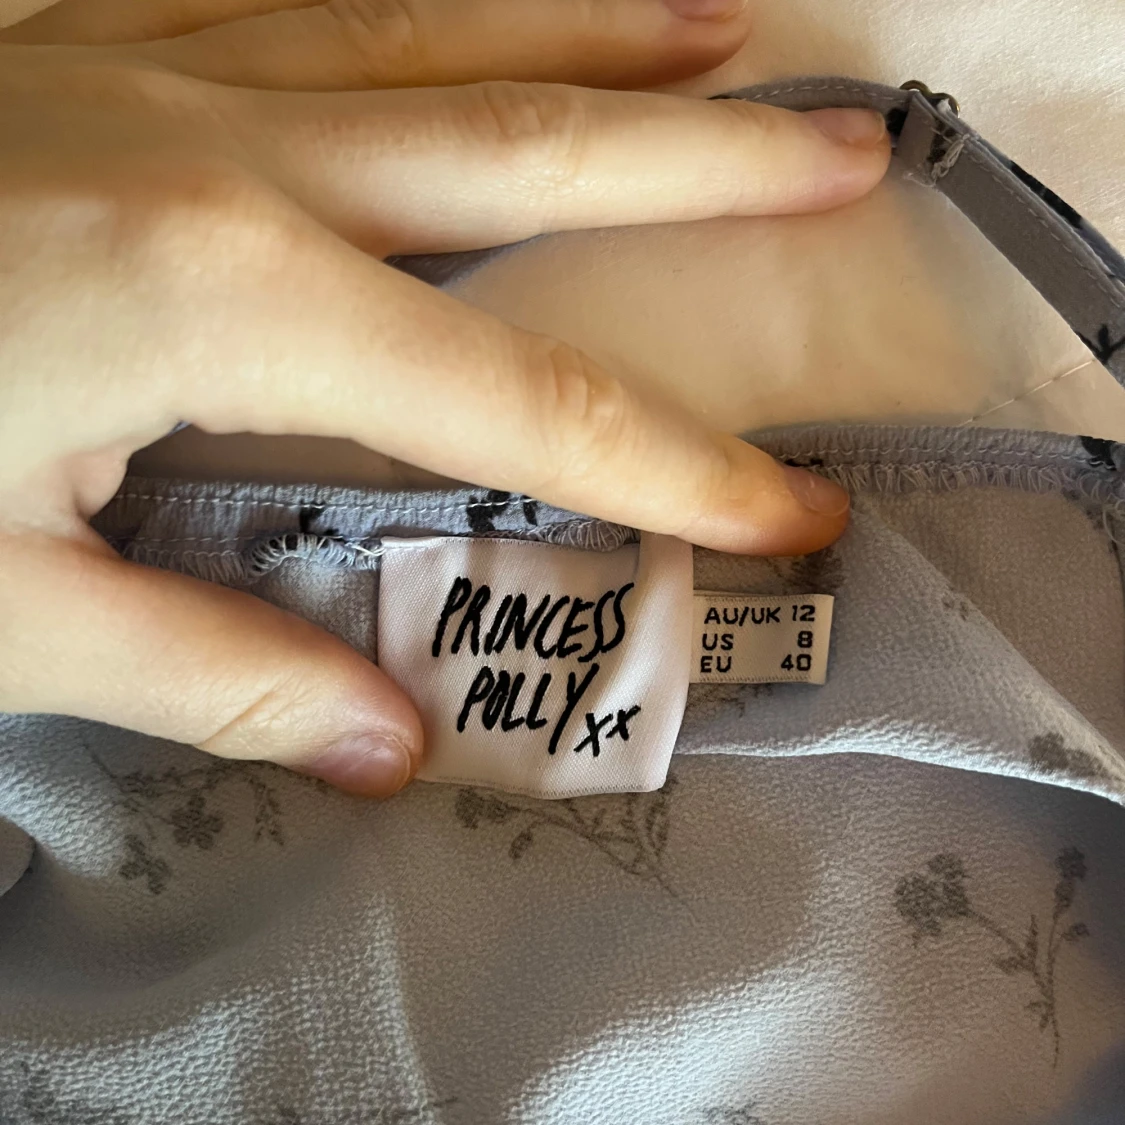 PRINCESS
POLLY xx
AU/UK 12
US 8
EU 40